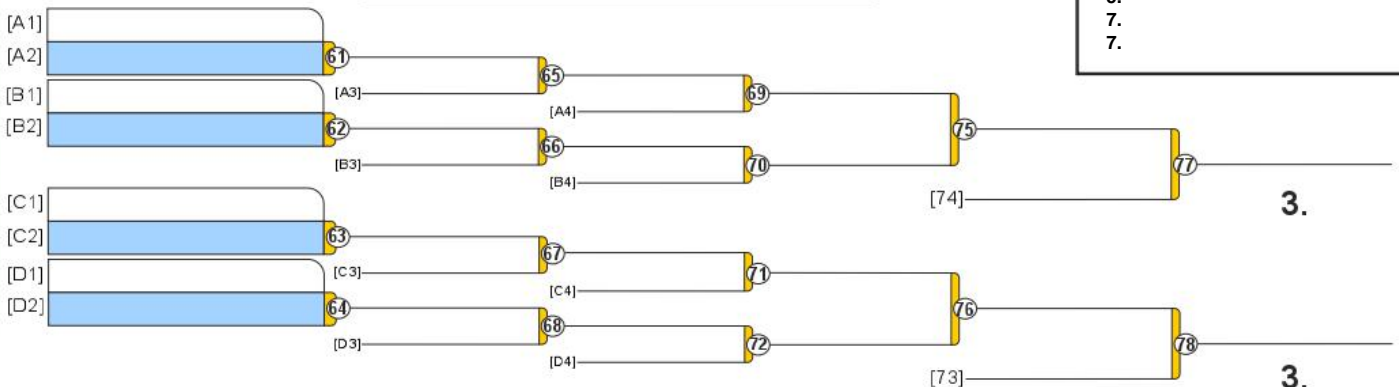 [A1]
[A2]
61
[A3]
65
[A4]
69
[B1]
[B2]
62
[B3]
66
[B4]
70
75
[74]
77
3.
[C1]
[C2]
63
[C3]
67
[C4]
71
[D1]
[D2]
64
[D3]
68
[D4]
72
76
[73]
78
3.
7.
7.